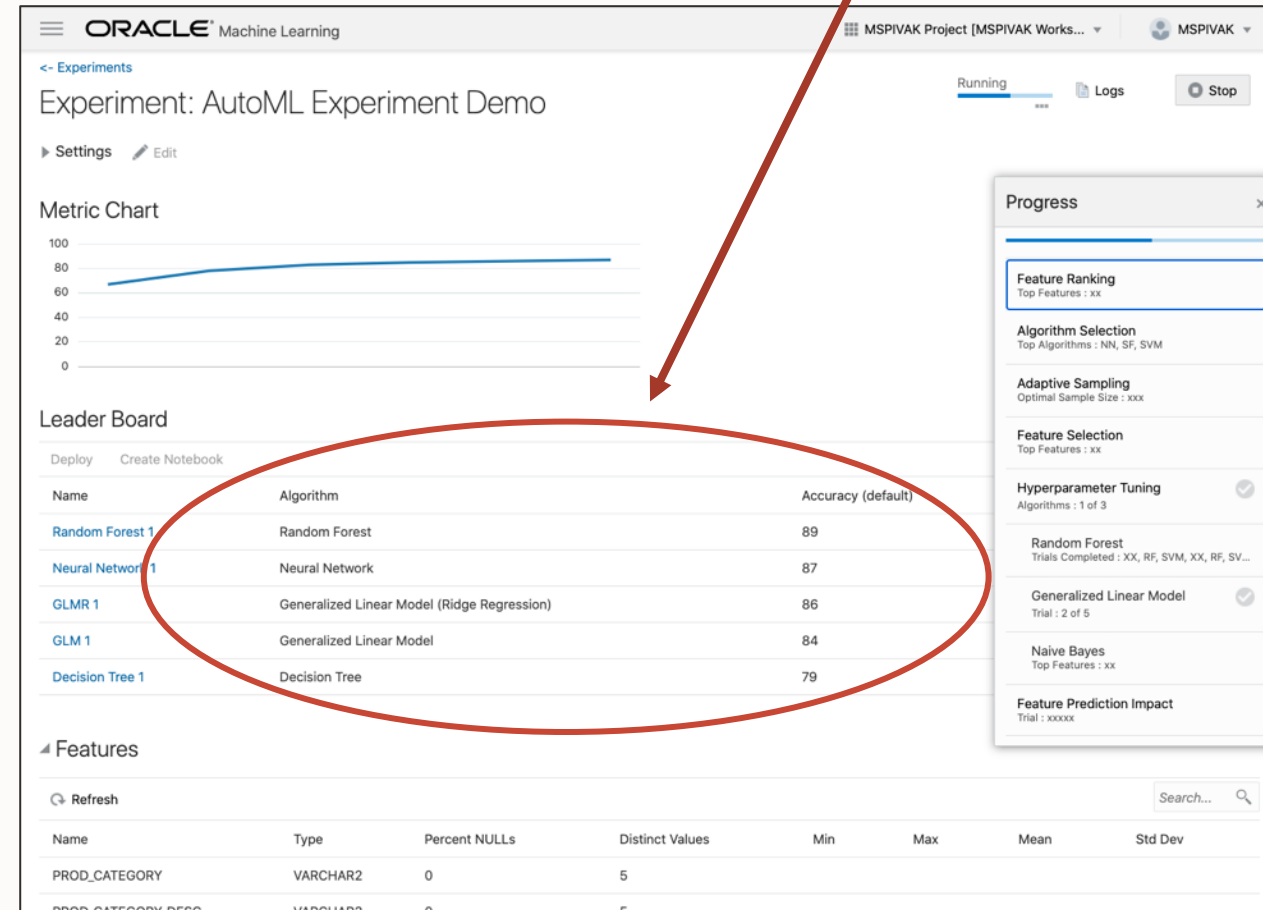 ORACLE Machine Learning
MSPIVAK Project [MSPIVAK Works...
MSPIVAK
<- Experiments
Experiment: AutoML Experiment Demo
Running
Logs
Stop
Settings
Edit
Metric Chart
100
80
60
40
20
0
Progress
Feature Ranking
Top Features : xx
Algorithm Selection
Top Algorithms : NN, SF, SVM
Adaptive Sampling
Optimal Sample Size : xxx
Feature Selection
Top Features : xx
Hyperparameter Tuning
Algorithms : 1 of 3
Random Forest
Trials Completed : XX, RF, SVM, XX, RF, SV...
Generalized Linear Model
Trial : 2 of 5
Naive Bayes
Top Features : xx
Feature Prediction Impact
Trial : xxxxx
Leader Board
Deploy Create Notebook
Name Algorithm Accuracy (default)
Random Forest 1 Random Forest 89
Neural Network 1 Neural Network 87
GLMR 1 Generalized Linear Model (Ridge Regression) 86
GLM 1 Generalized Linear Model 84
Decision Tree 1 Decision Tree 79
Features
Refresh
Search...
Name Type Percent NULLs Distinct Values Min Max Mean Std Dev
PROD_CATEGORY VARCHAR2 0 5
PROD_CATEGORY_DESC VARCHAR2 0 5